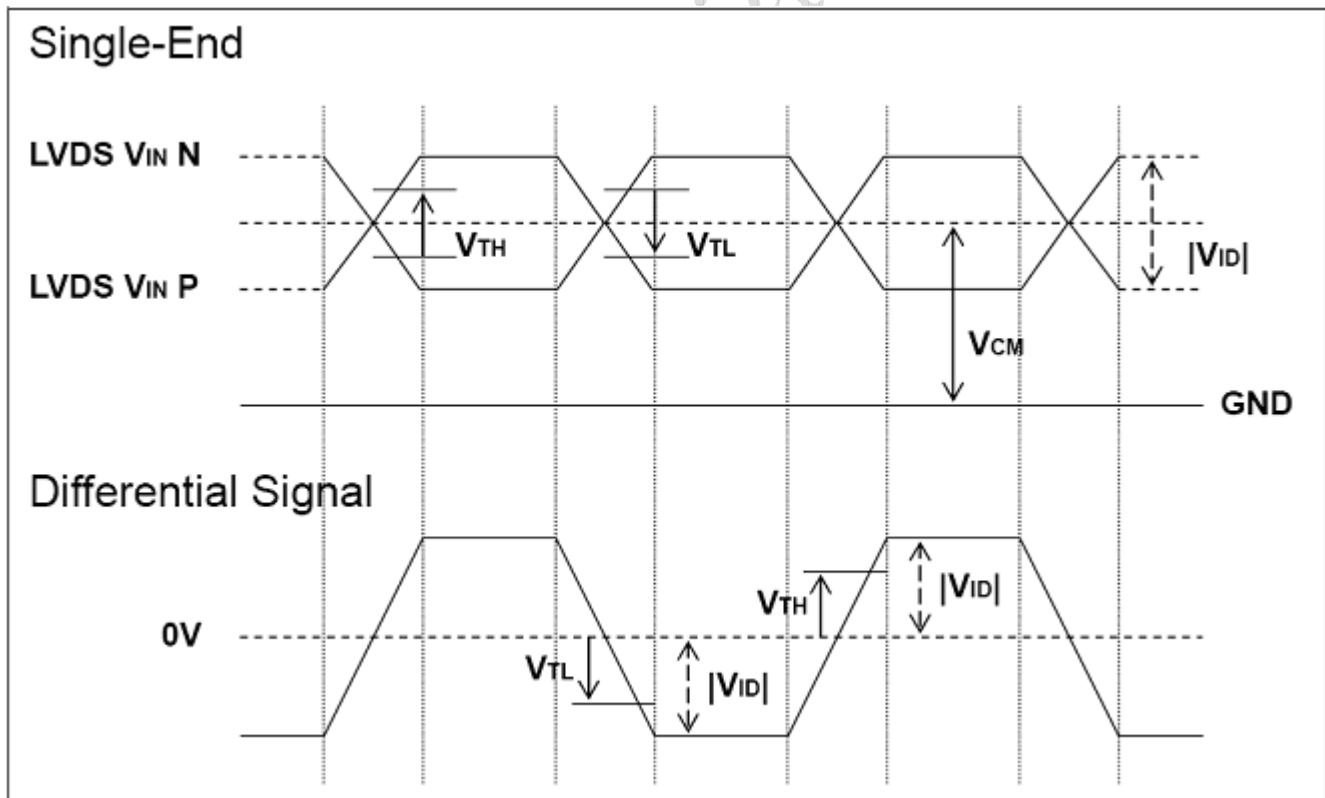 Single-End
LVDS VIN N
VTH
VTL
|VID|
LVDS VIN P
VCM
GND
Differential Signal
VTH
|VID|
0V
VTL
|VID|